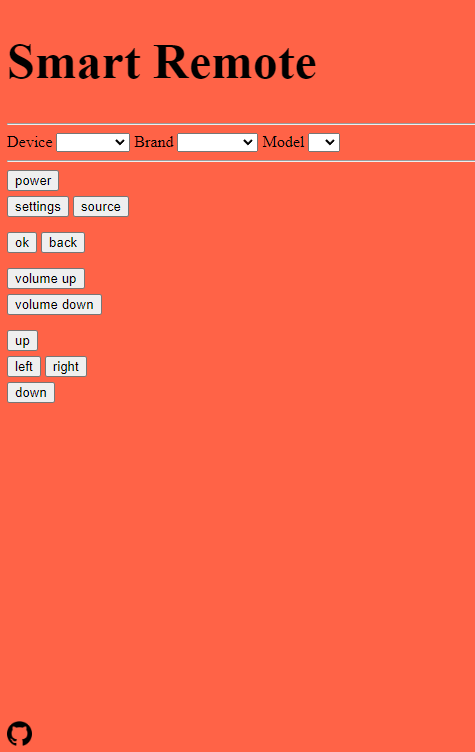 Smart Remote
Device Brand Model
power
settings source
ok back
volume up
volume down
up
left right
down